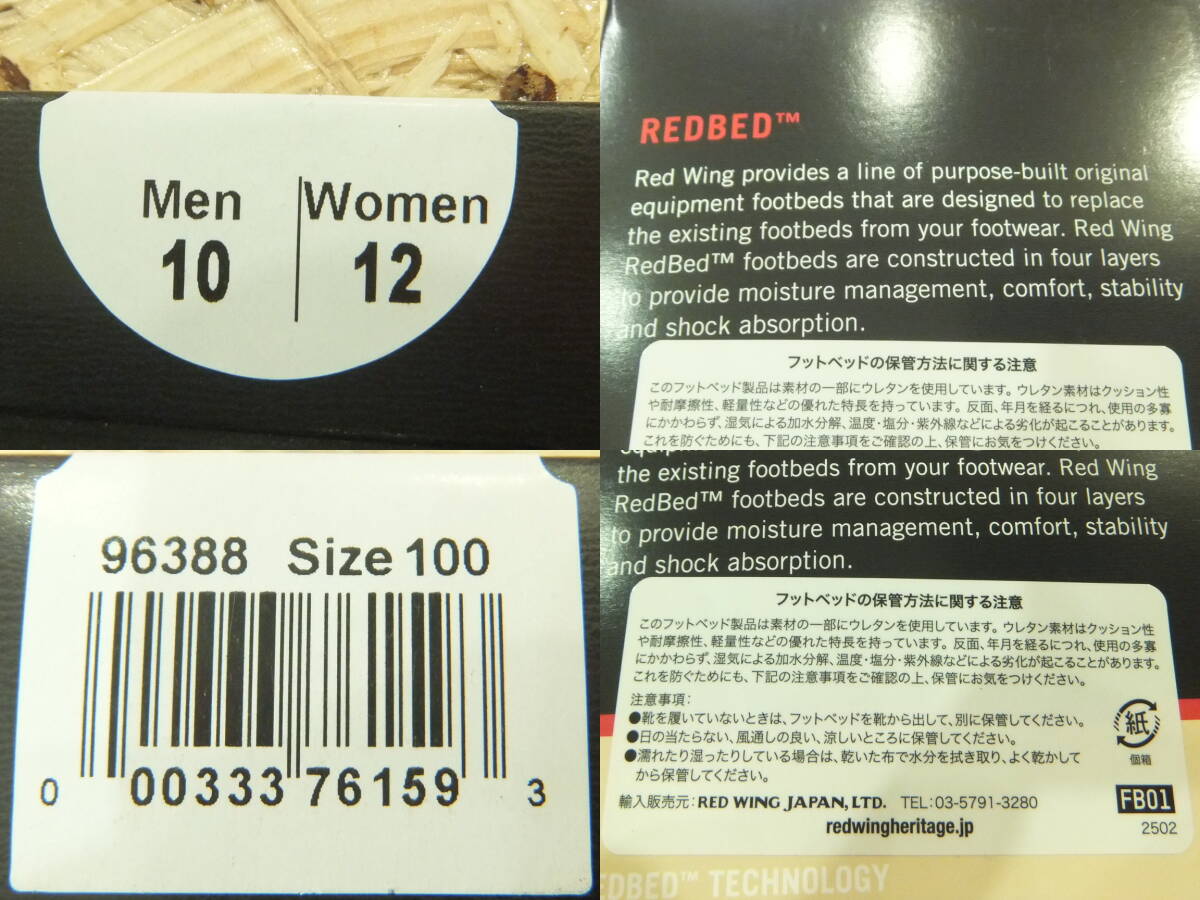 Men Women
10 12
REDBED™
Red Wing provides a line of purpose-built original
equipment footbeds that are designed to replace
the existing footbeds from your footwear. Red Wing
RedBed™ footbeds are constructed in four layers
to provide moisture management, comfort, stability
and shock absorption.
フットベッドの保管方法に関する注意
このフットベッド製品は素材の一部にウレタンを使用しています。ウレタン素材はクッション性
や耐摩擦性、軽量性などの優れた特長を持っています。反面、年月を経るにつれ、使用の多寡
にかかわらず、湿気による加水分解、温度・塩分・紫外線などによる劣化が起こることがあります。
これを防ぐためにも、下記の注意事項をご確認の上、保管にお気をつけください。
96388 Size 100
0 00333 76159 3
the existing footbeds from your footwear. Red Wing
RedBed™ footbeds are constructed in four layers
to provide moisture management, comfort, stability
and shock absorption.
フットベッドの保管方法に関する注意
このフットベッド製品は素材の一部にウレタンを使用しています。ウレタン素材はクッション性
や耐摩擦性、軽量性などの優れた特長を持っています。反面、年月を経るにつれ、使用の多寡
にかかわらず、湿気による加水分解、温度・塩分・紫外線などによる劣化が起こることがあります。
これを防ぐためにも、下記の注意事項をご確認の上、保管にお気をつけください。
注意事項:
●靴を履いていないときは、フットベッドを靴から出して、別に保管してください。
●日の当たらない、風通しの良い、涼しいところに保管してください。
●濡れたり湿ったりしている場合は、乾いた布で水分を拭き取り、よく乾かして
から保管してください。
紙
個箱
輸入販売元: RED WING JAPAN, LTD. TEL: 03-5791-3280
redwingheritage.jp
FB01
2502
EDBED™ TECHNOLOGY